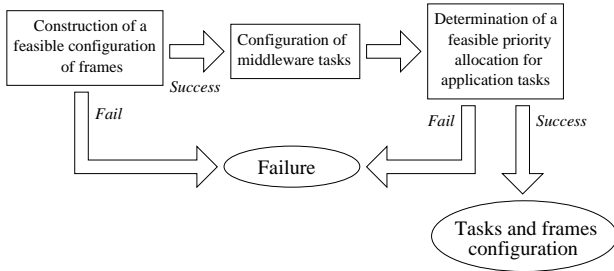 Construction of a
feasible configuration
of frames
Success
Configuration of
middleware tasks
Determination of a
feasible priority
allocation for
application tasks
Fail
Fail
Success
Failure
Tasks and frames
configuration